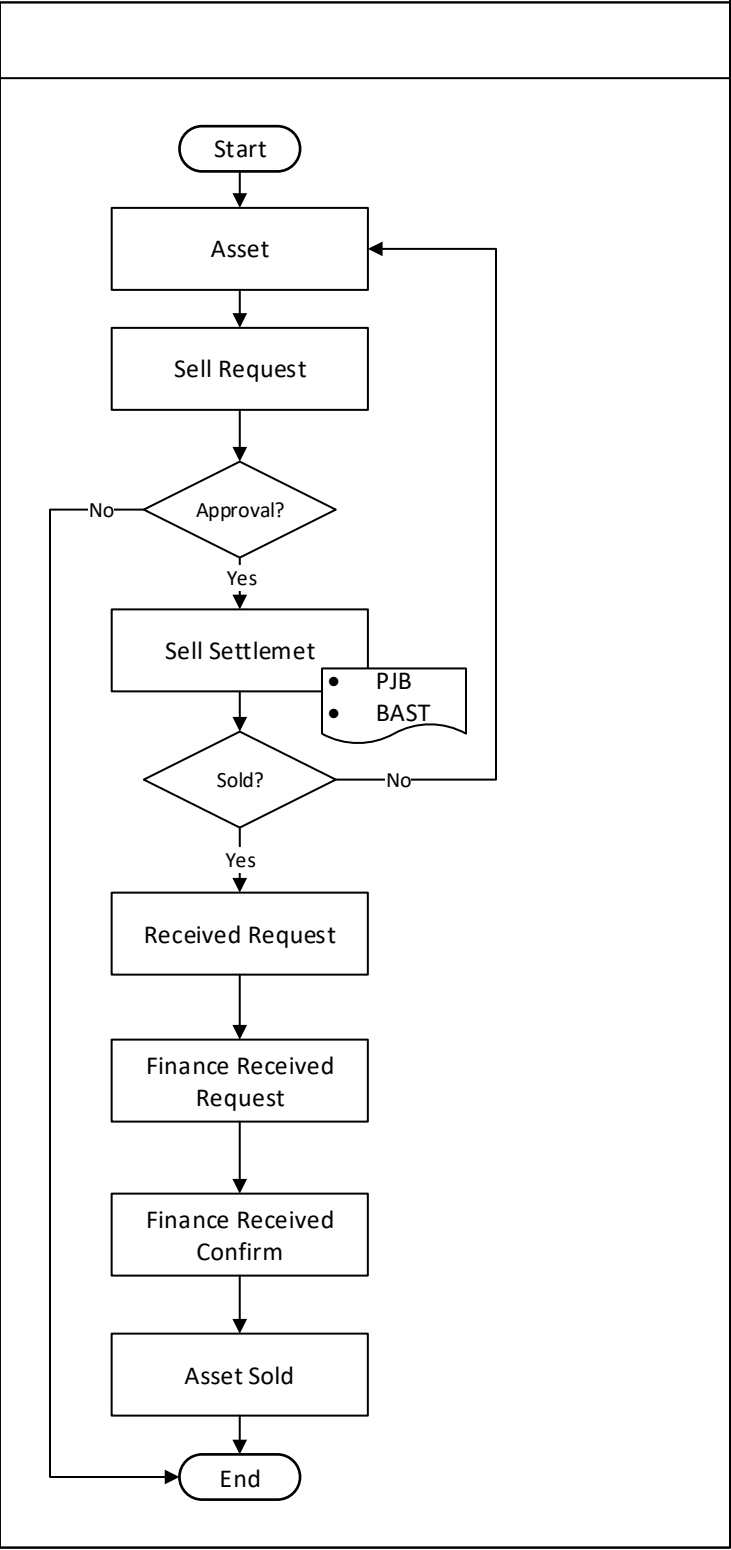 Start
Asset
Sell Request
Approval?
No
Yes
Sell Settlemet
• PJB
• BAST
Sold?
No
Yes
Received Request
Finance Received
Request
Finance Received
Confirm
Asset Sold
End